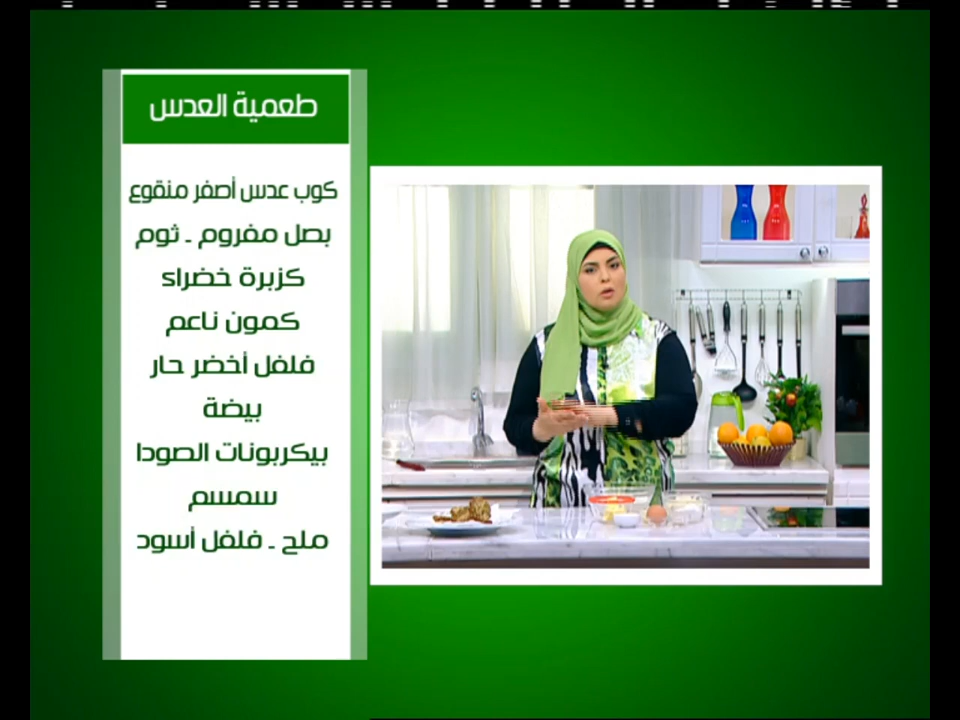 طعمية العدس
كوب عدس أصفر منقوع
بصل مفروم - ثوم
كزبرة خضراء
كمون ناعم
فلفل أخضر حار
بيضة
بيكربونات الصودا
سمسم
ملح - فلفل أسود